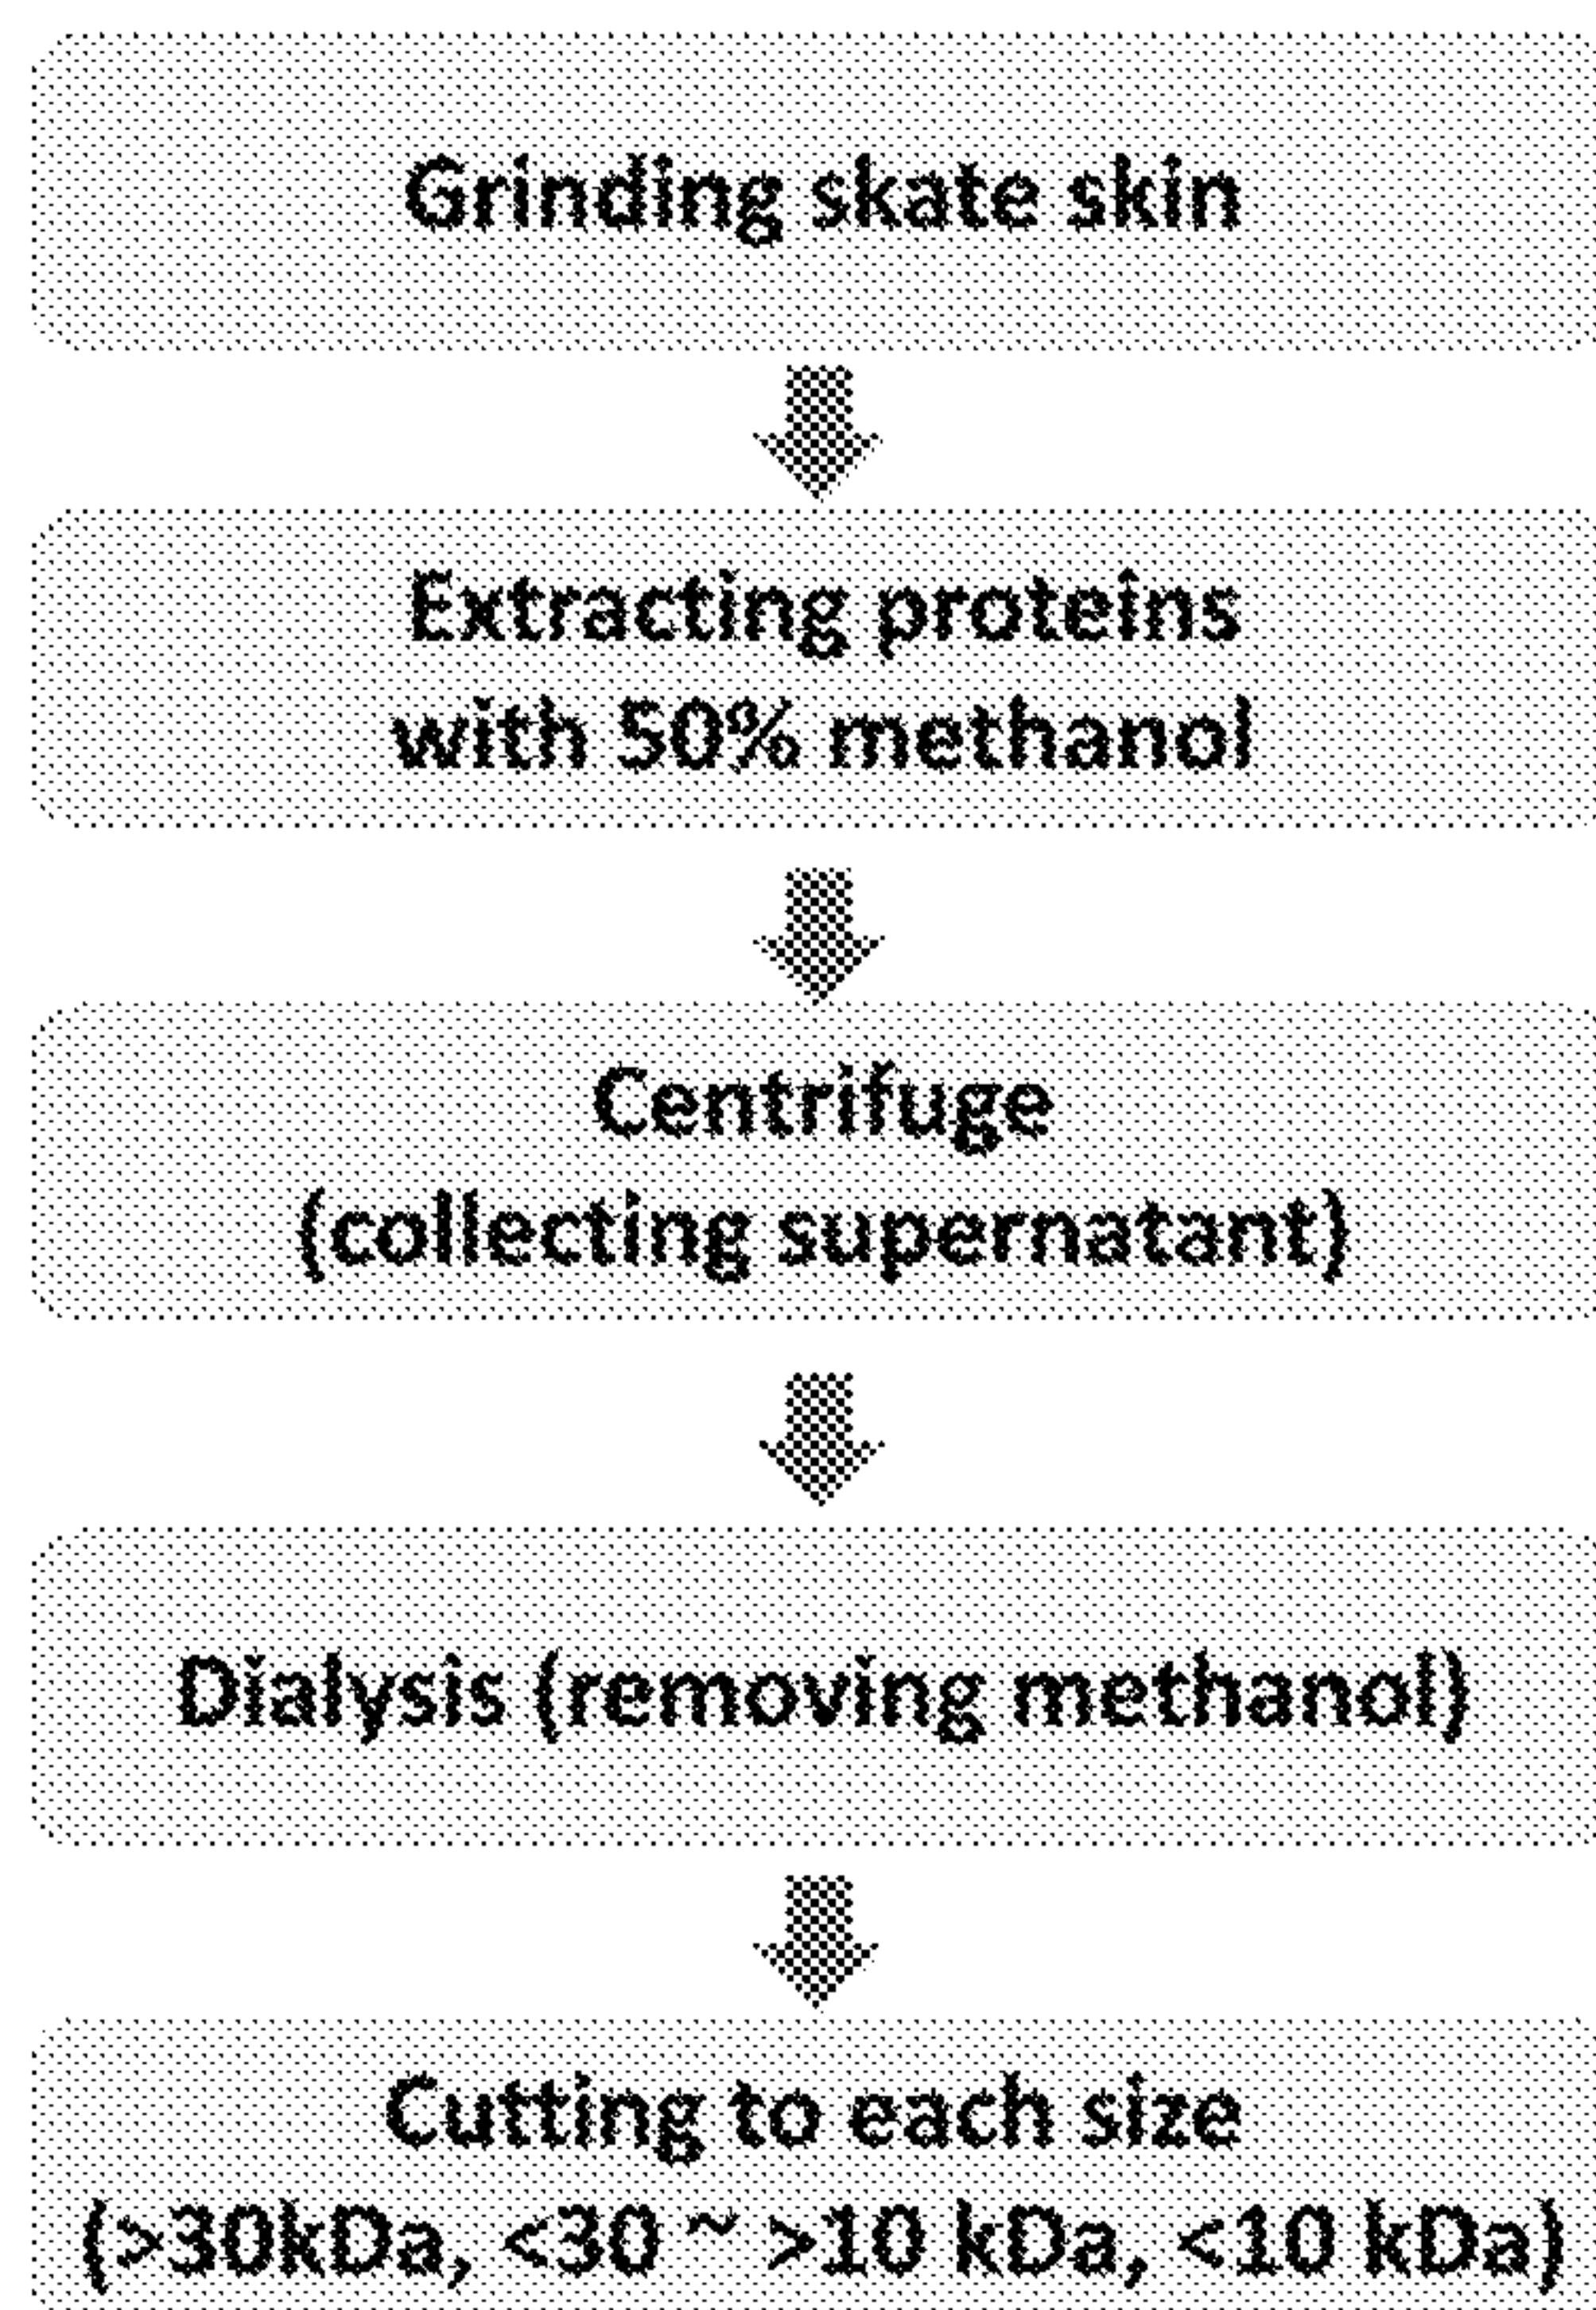 Grinding skate skin
Extracting proteins
with 50% methanol
Centrifuge
(collecting supernatant)
Dialysis (removing methanol)
Cutting to each size
(>30kDa, <30 ~ >10 kDa, <10 kDa)